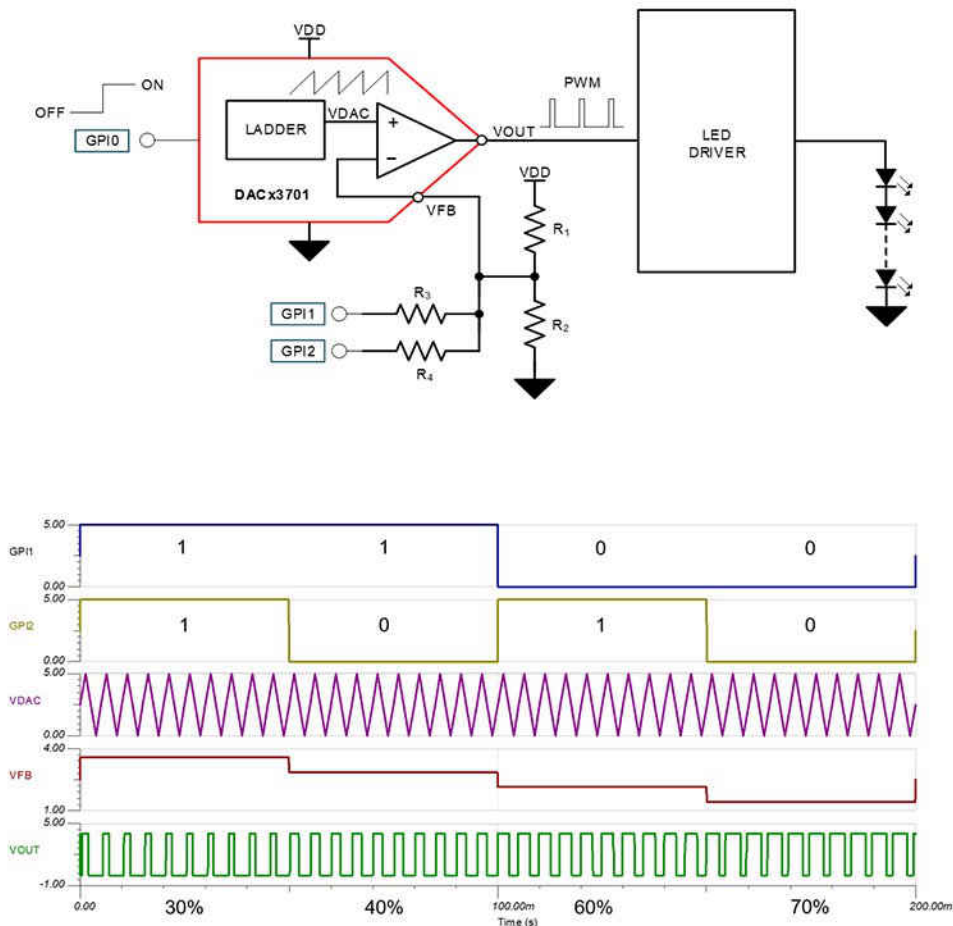 VDD
ON
OFF
GPI0
LADDER
VDAC
+
−
DACx3701
VFB
VOUT
PWM
LED
DRIVER
VDD
R1
R2
GPI1
R3
GPI2
R4
5.00
GPI1
1 1 0 0
0.00
5.00
GPI2
1 0 1 0
0.00
5.00
VDAC
0.00
4.00
VFB
1.00
5.00
VOUT
-1.00
0.00 30% 40% 100.00m 60% 70% 200.00m
Time (s)